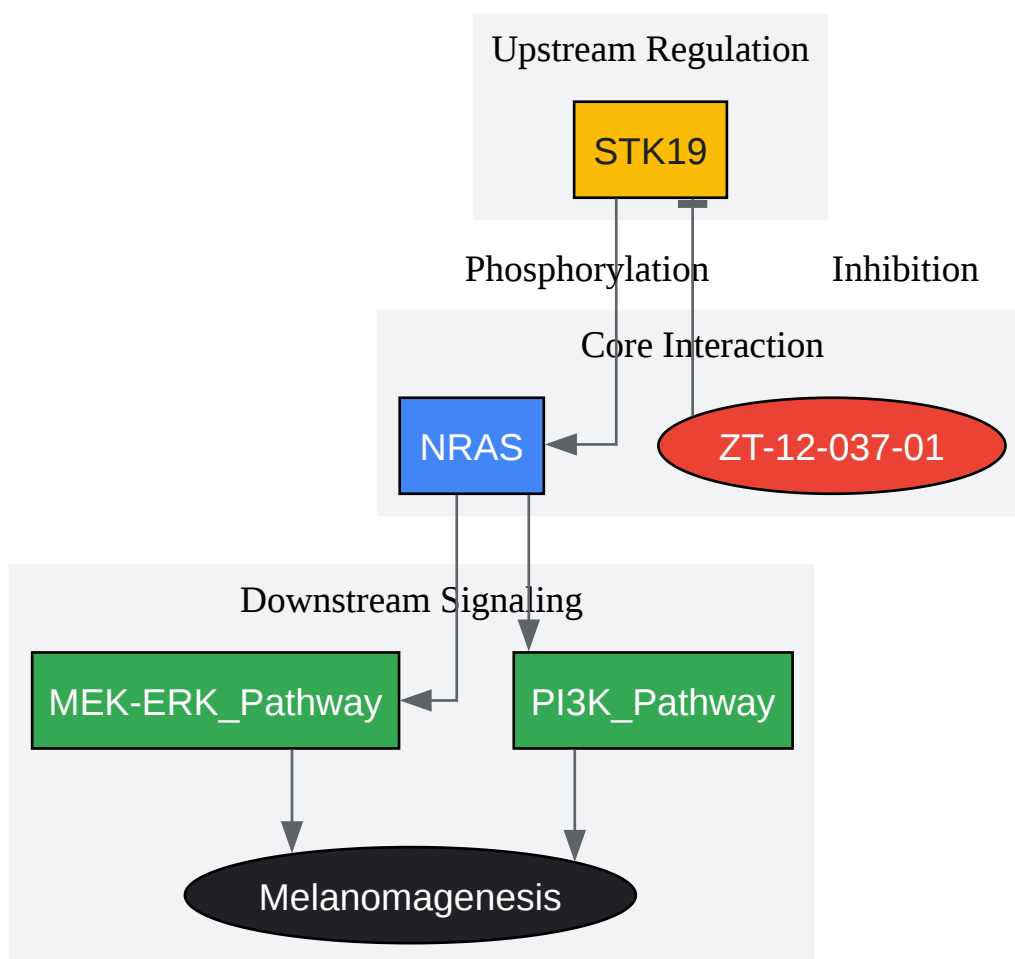 Upstream Regulation
STK19
Phosphorylation
Inhibition
Core Interaction
NRAS
ZT-12-037-01
Downstream Signaling
MEK-ERK_Pathway
PI3K_Pathway
Melanomagenesis